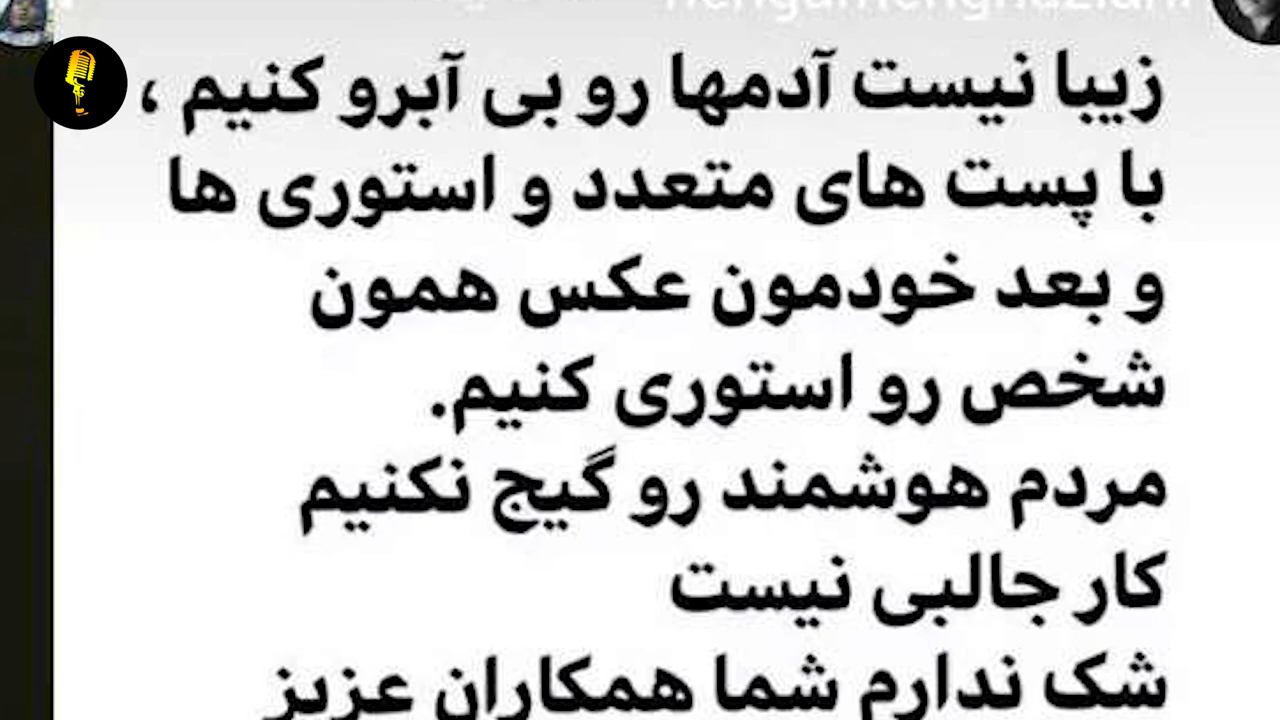 زیبا نیست آدمها رو بی آبرو کنیم ،
با پست های متعدد و استوری ها
و بعد خودمون عکس همون
شخص رو استوری کنیم.
مردم هوشمند رو گیج نکنیم
کار جالبی نیست
شک ندارم شما همکاران عزیز